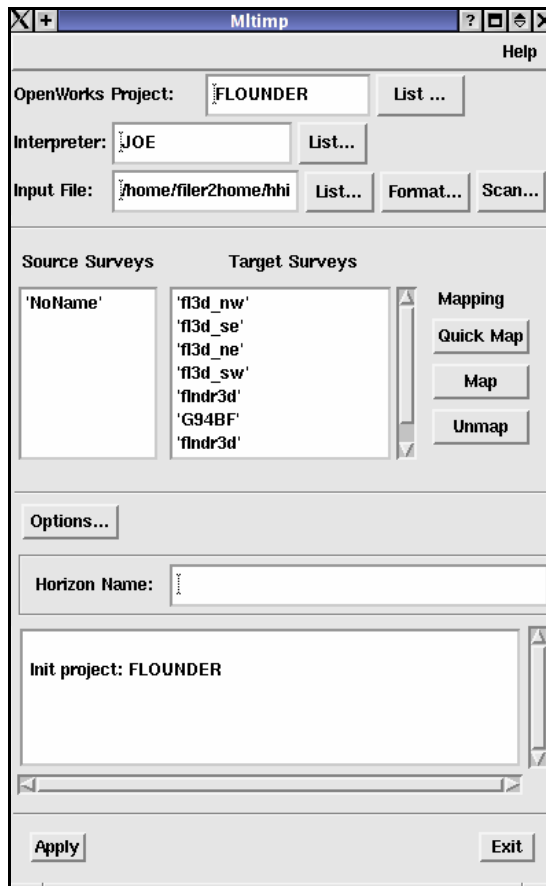 Mltimp
Help
OpenWorks Project: FLOUNDER List ...
Interpreter: JOE List...
Input File: /home/filer2home/hhi List... Format... Scan...
Source Surveys Target Surveys
'NoName' 'fl3d_nw' Mapping
'fl3d_se' Quick Map
'fl3d_ne'
'fl3d_sw' Map
'flndr3d'
'G94BF' Unmap
'flndr3d'
Options...
Horizon Name:
Init project: FLOUNDER
Apply Exit